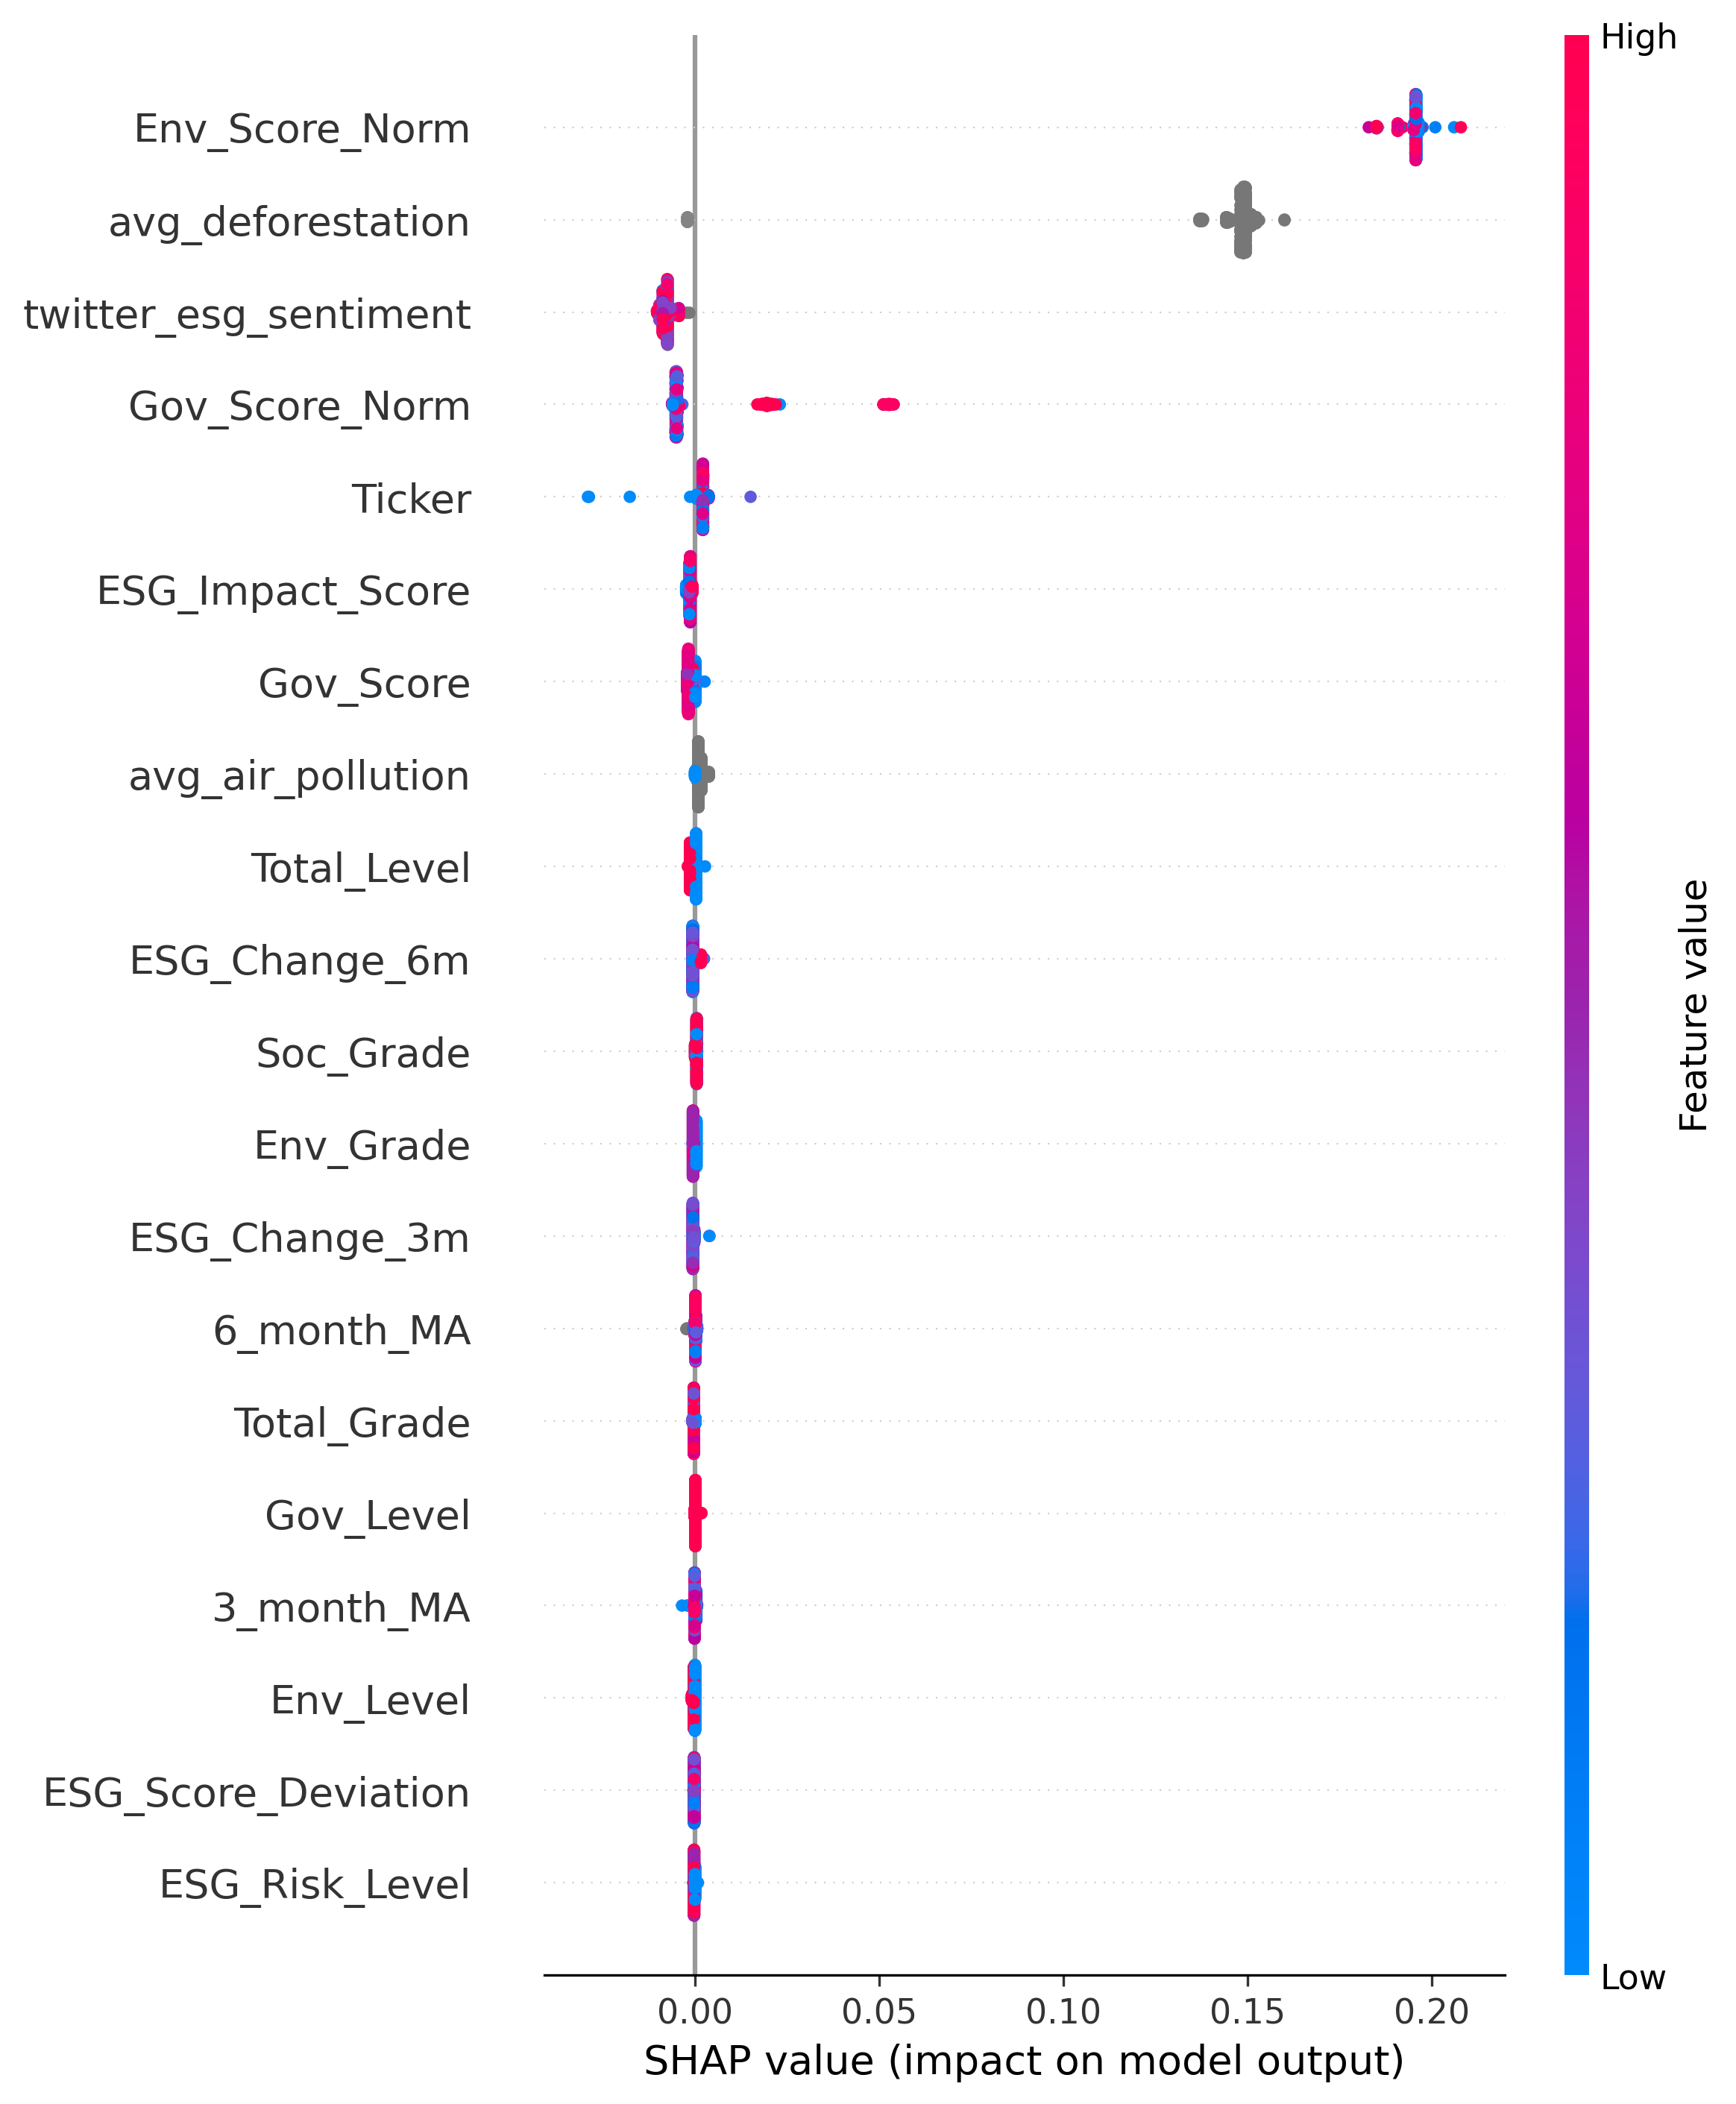 High
Env_Score_Norm
avg_deforestation
twitter_esg_sentiment
Gov_Score_Norm
Ticker
ESG_Impact_Score
Gov_Score
avg_air_pollution
Total_Level
ESG_Change_6m
Soc_Grade
Env_Grade
ESG_Change_3m
6_month_MA
Total_Grade
Gov_Level
3_month_MA
Env_Level
ESG_Score_Deviation
ESG_Risk_Level
Feature value
Low
0.00 0.05 0.10 0.15 0.20
SHAP value (impact on model output)